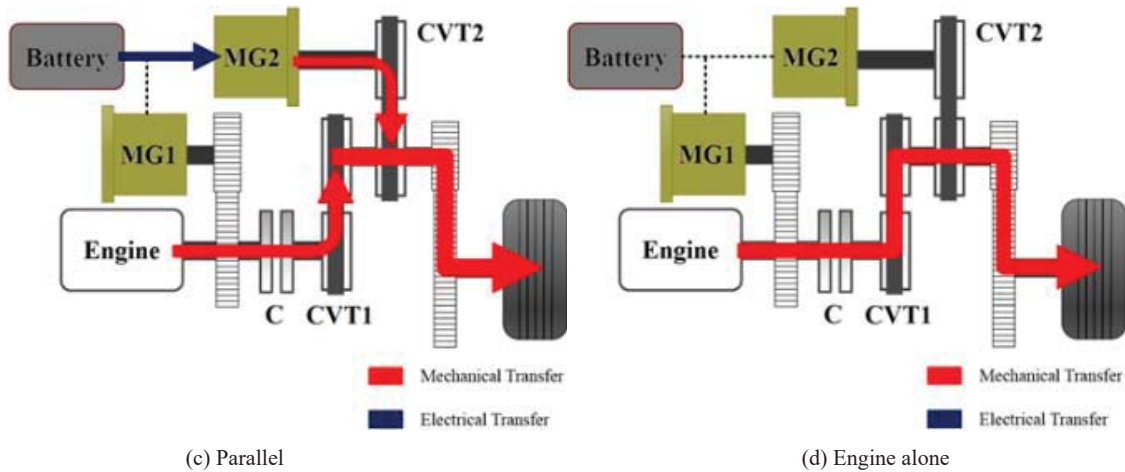 Battery
MG2
CVT2
MG1
Engine
C
CVT1
Mechanical Transfer
Electrical Transfer
(c) Parallel
Battery
MG2
CVT2
MG1
Engine
C
CVT1
Mechanical Transfer
Electrical Transfer
(d) Engine alone